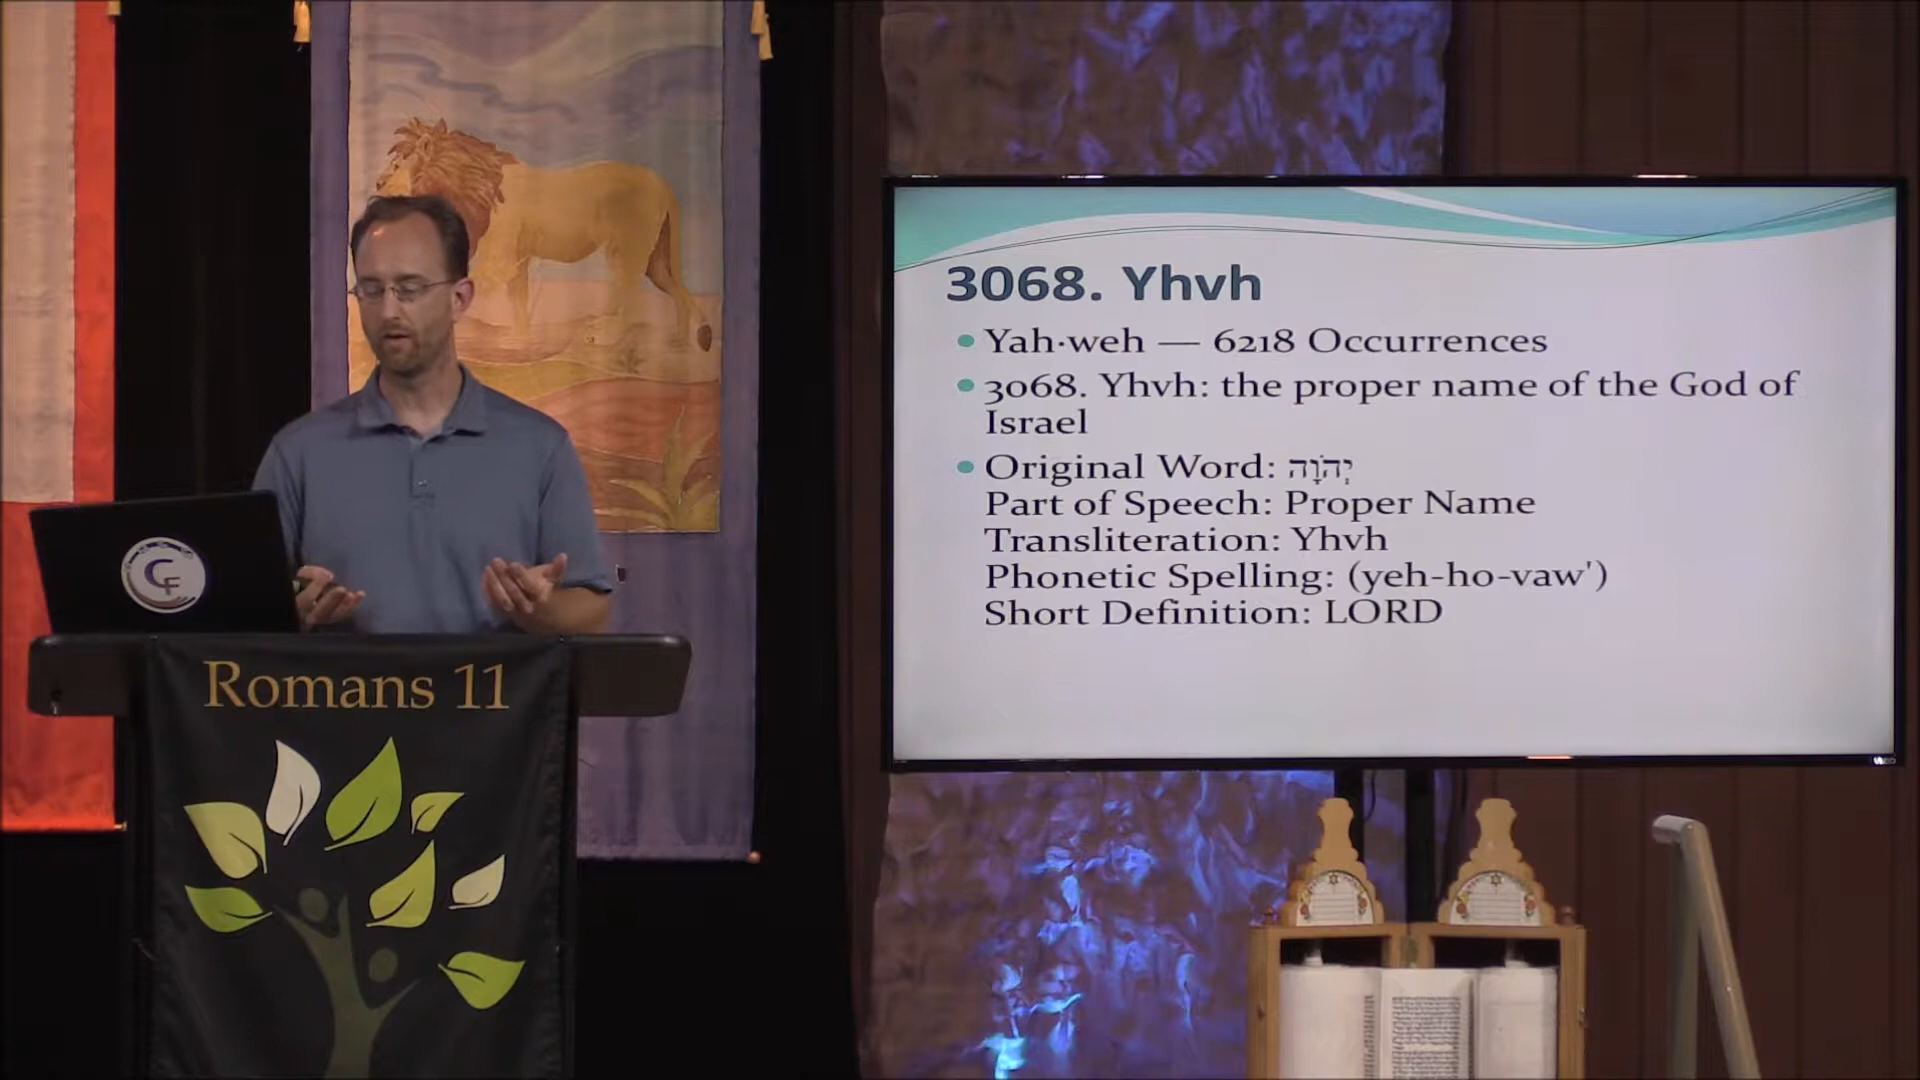 3068. Yhvh
• Yah·weh — 6218 Occurrences
• 3068. Yhvh: the proper name of the God of
Israel
• Original Word: יְהֹוָה
Part of Speech: Proper Name
Transliteration: Yhvh
Phonetic Spelling: (yeh-ho-vaw')
Short Definition: LORD
CF
Romans 11